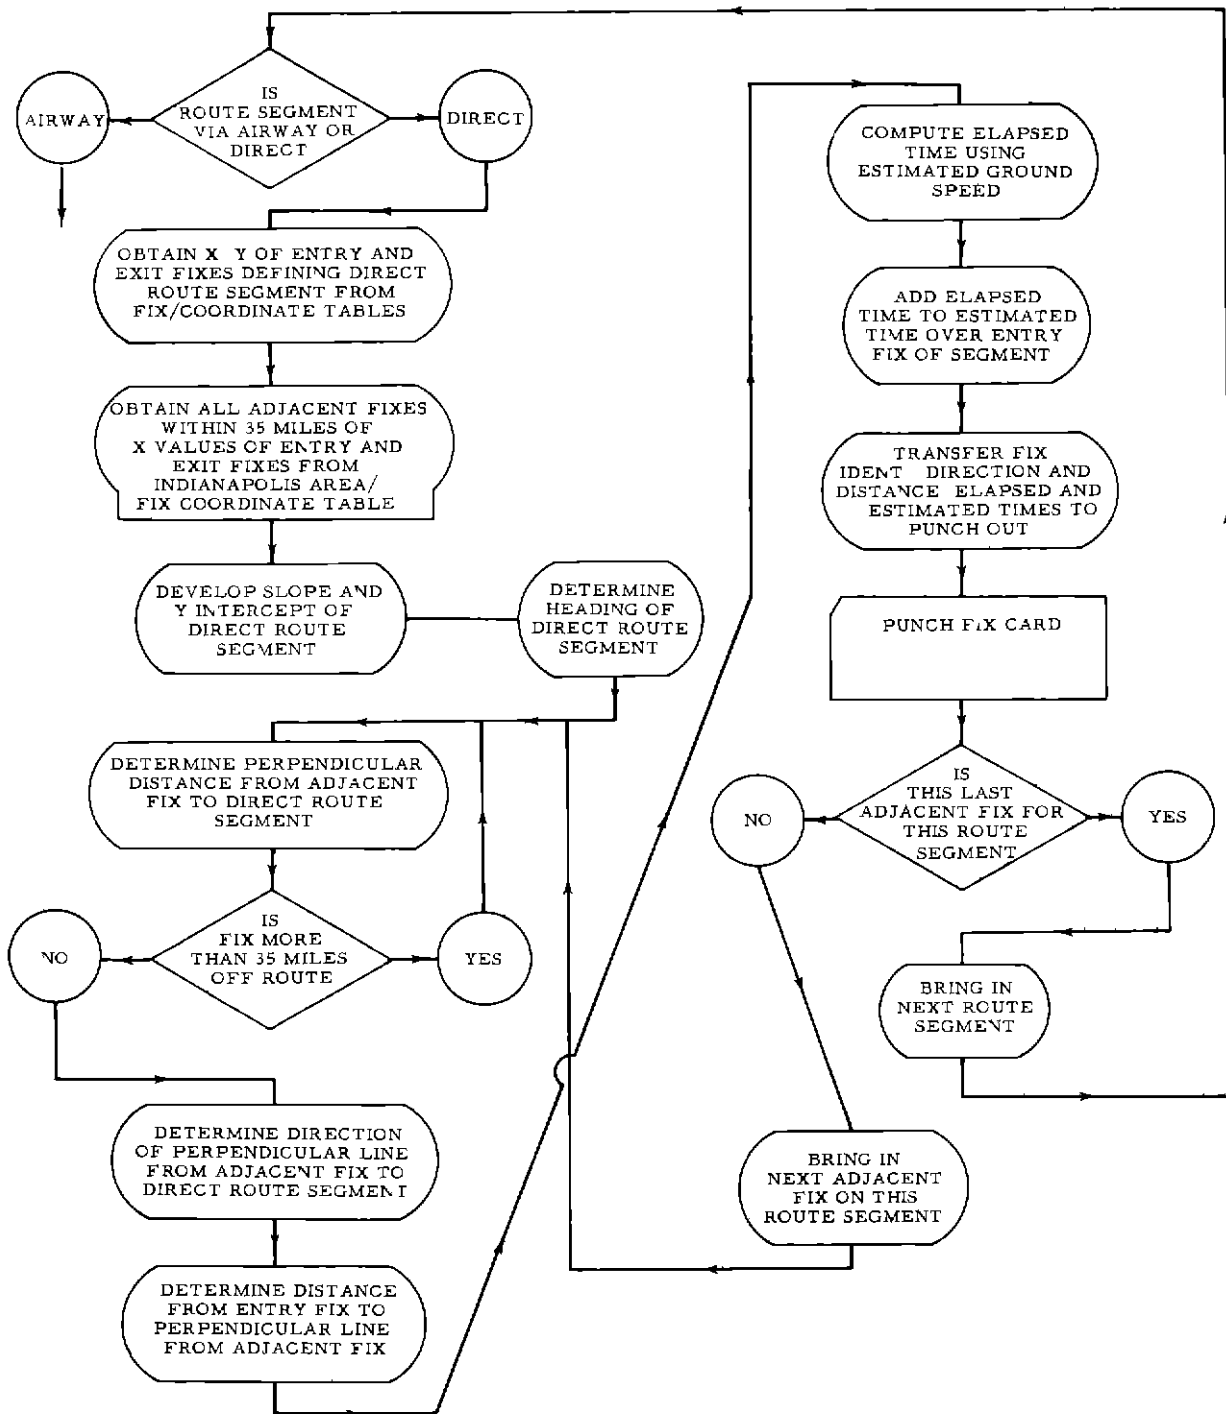 IS
ROUTE SEGMENT
VIA AIRWAY OR
DIRECT
AIRWAY
DIRECT
OBTAIN X Y OF ENTRY AND
EXIT FIXES DEFINING DIRECT
ROUTE SEGMENT FROM
FIX/COORDINATE TABLES
OBTAIN ALL ADJACENT FIXES
WITHIN 35 MILES OF
X VALUES OF ENTRY AND
EXIT FIXES FROM
INDIANAPOLIS AREA/
FIX COORDINATE TABLE
DEVELOP SLOPE AND
Y INTERCEPT OF
DIRECT ROUTE
SEGMENT
DETERMINE
HEADING OF
DIRECT ROUTE
SEGMENT
DETERMINE PERPENDICULAR
DISTANCE FROM ADJACENT
FIX TO DIRECT ROUTE
SEGMENT
IS
FIX MORE
THAN 35 MILES
OFF ROUTE
NO
YES
DETERMINE DIRECTION
OF PERPENDICULAR LINE
FROM ADJACENT FIX TO
DIRECT ROUTE SEGMENT
DETERMINE DISTANCE
FROM ENTRY FIX TO
PERPENDICULAR LINE
FROM ADJACENT FIX
COMPUTE ELAPSED
TIME USING
ESTIMATED GROUND
SPEED
ADD ELAPSED
TIME TO ESTIMATED
TIME OVER ENTRY
FIX OF SEGMENT
TRANSFER FIX
IDENT DIRECTION AND
DISTANCE ELAPSED AND
ESTIMATED TIMES TO
PUNCH OUT
PUNCH FIX CARD
IS
THIS LAST
ADJACENT FIX FOR
THIS ROUTE
SEGMENT
NO
YES
BRING IN
NEXT ROUTE
SEGMENT
BRING IN
NEXT ADJACENT
FIX ON THIS
ROUTE SEGMENT